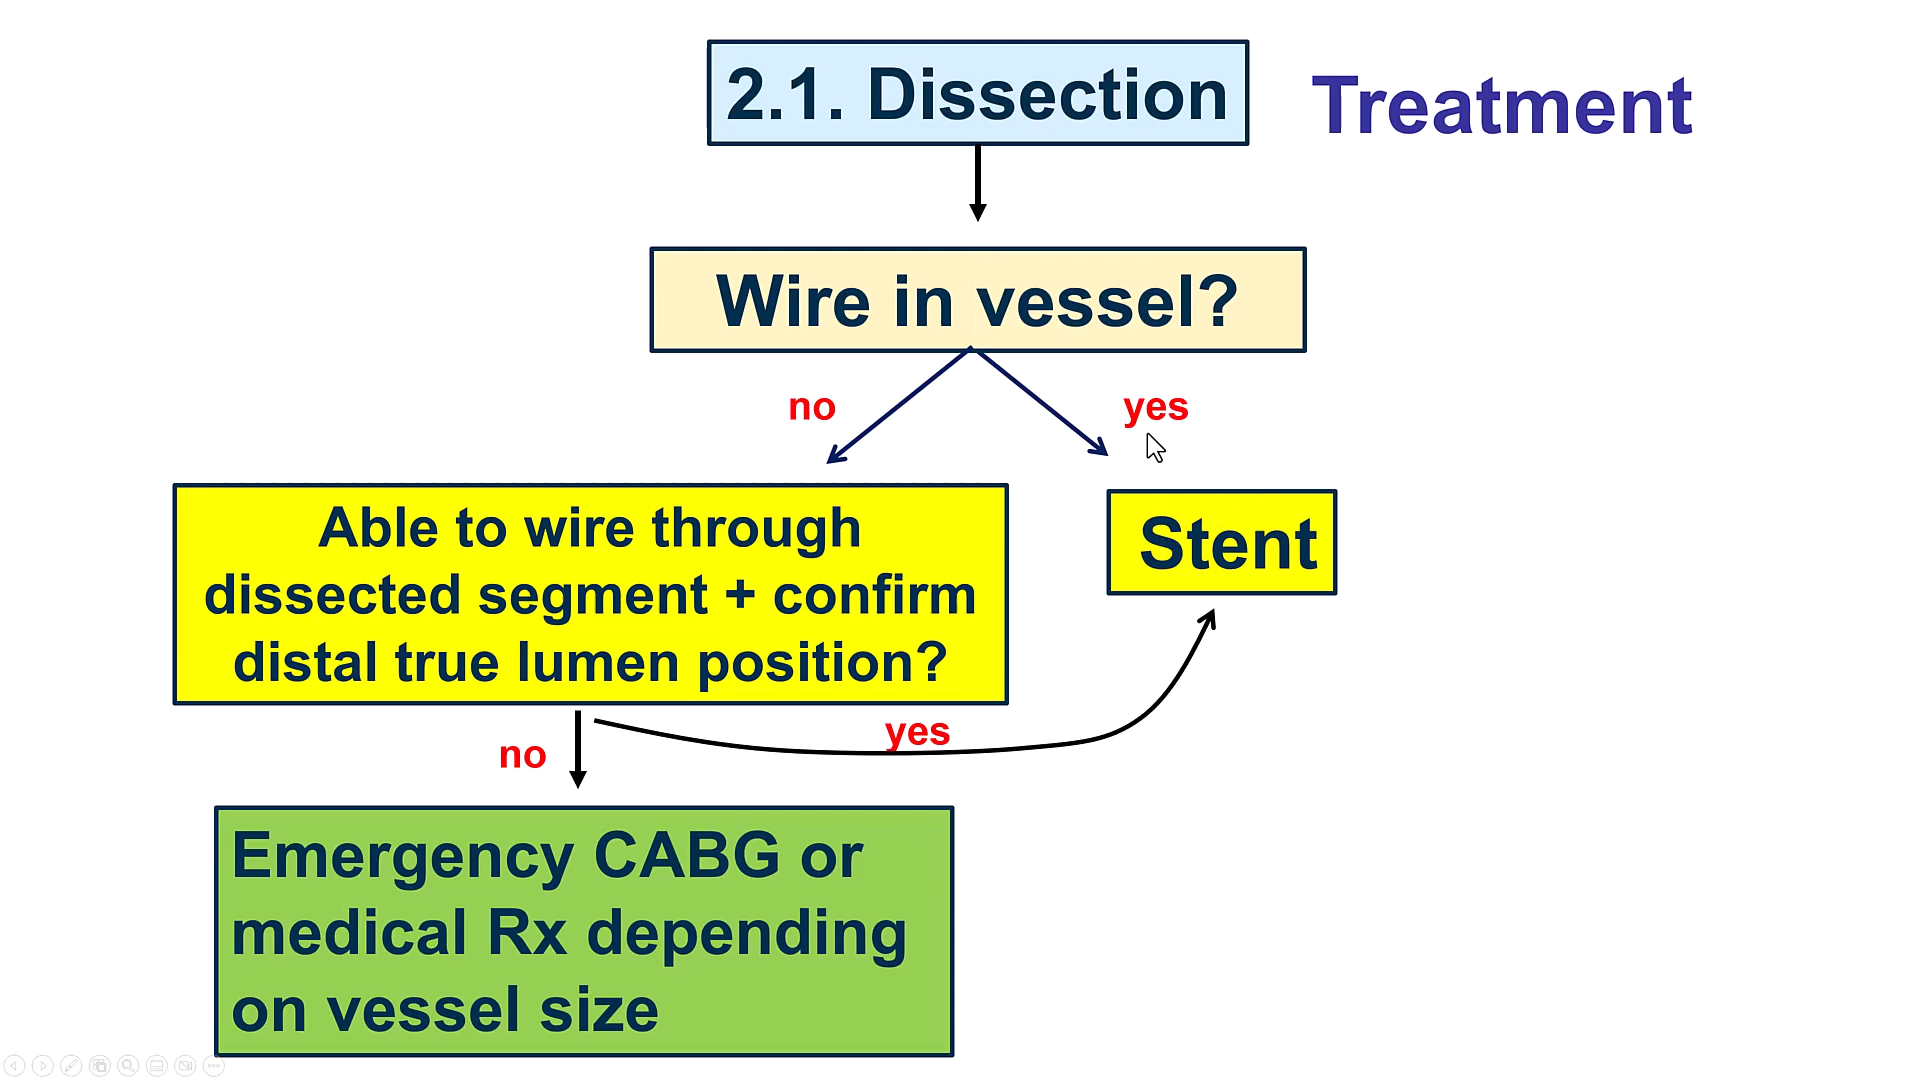 2.1. Dissection
Treatment
Wire in vessel?
no
yes
Able to wire through
dissected segment + confirm
distal true lumen position?
Stent
yes
no
Emergency CABG or
medical Rx depending
on vessel size